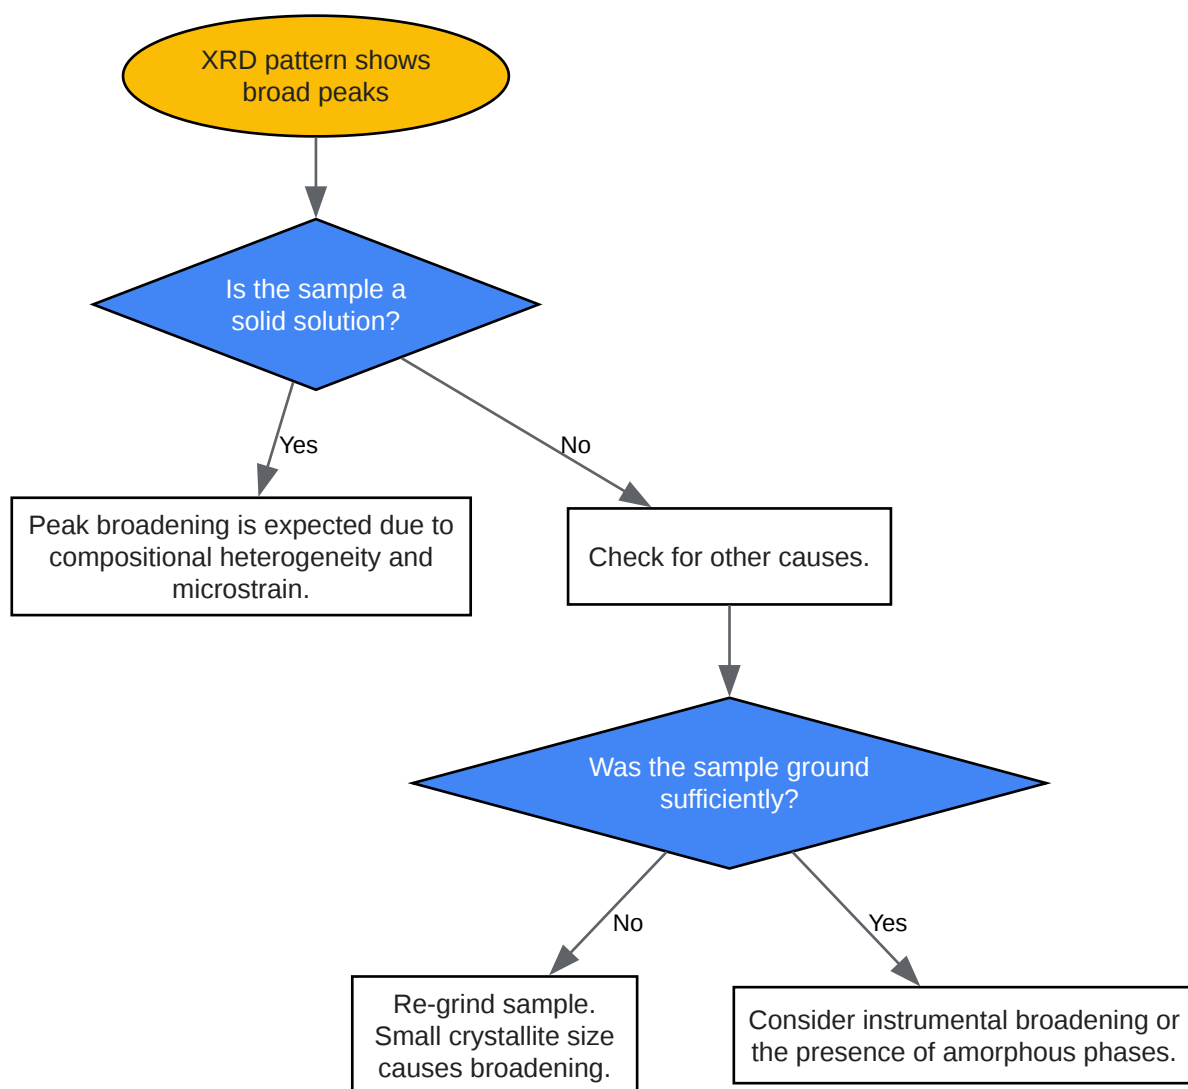 XRD pattern shows
broad peaks
Is the sample a
solid solution?
Yes
No
Peak broadening is expected due to
compositional heterogeneity and
microstrain.
Check for other causes.
Was the sample ground
sufficiently?
No
Yes
Re-grind sample.
Small crystallite size
causes broadening.
Consider instrumental broadening or
the presence of amorphous phases.